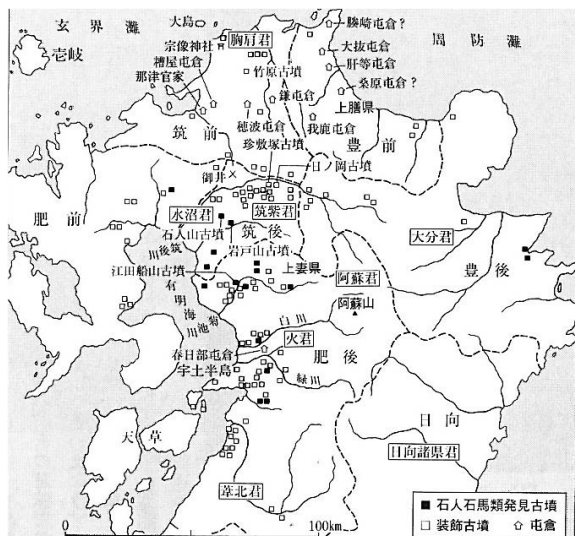 玄界灘
大島
宗像神社
胸肩君
糟屋屯倉
那津官家
壱岐
竹原古墳
鎌屯倉
穂波屯倉
珍敷塚古墳
我鹿屯倉
日ノ岡古墳
勝崎屯倉?
大抜屯倉
肝等屯倉
桑原屯倉?
周防灘
上膳県
豊前
筑前
御井
肥前
水沼君
筑紫君
筑後
石人山古墳
岩戸山古墳
筑後川
江田船山古墳
上妻県
有明海
菊池川
阿蘇君
阿蘇山
大分君
豊後
白川
火君
肥後
春日部屯倉
宇土半島
緑川
天草
葦北君
日向
日向諸県君
0 100km
■石人石馬類発見古墳
□装飾古墳 屯倉